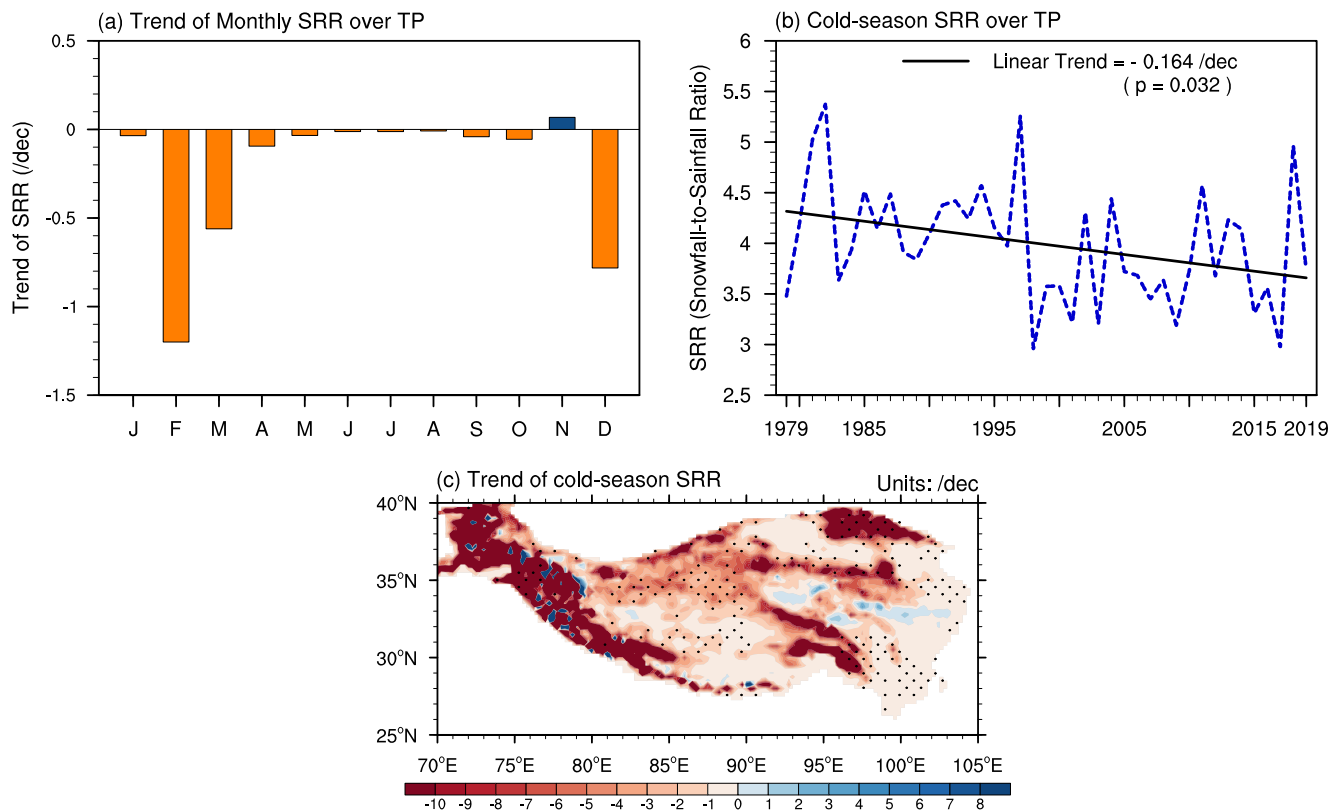 (a) Trend of Monthly SRR over TP
Trend of SRR (/dec)
0.5
0
-0.5
-1
-1.5
J F M A M J J A S O N D
(b) Cold-season SRR over TP
SRR (Snowfall-to-Sainfall Ratio)
6
5.5
5
4.5
4
3.5
3
2.5
Linear Trend = - 0.164 /dec
( p = 0.032 )
1979 1985 1995 2005 2015 2019
(c) Trend of cold-season SRR
Units: /dec
40°N
35°N
30°N
25°N
70°E 75°E 80°E 85°E 90°E 95°E 100°E 105°E
-10 -9 -8 -7 -6 -5 -4 -3 -2 -1 0 1 2 3 4 5 6 7 8